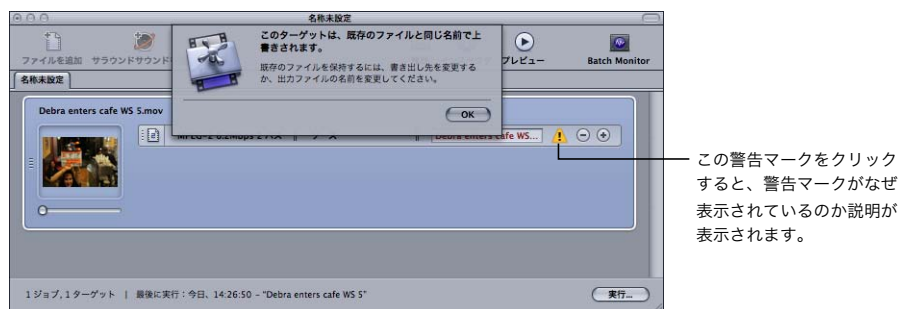 名称未設定
このターゲットは、既存のファイルと同じ名前で上
書きされます。
既存のファイルを保持するには、書き出し先を変更する
か、出力ファイルの名前を変更してください。
OK
ファイルを追加 サラウンドサウンド
プレビュー Batch Monitor
名称未設定
Debra enters cafe WS 5.mov
MPEG-2 6.2Mbps 2
Debra enters cafe WS...
この警告マークをクリック
すると、警告マークがなぜ
表示されているのか説明が
表示されます。
1 ジョブ, 1 ターゲット | 最後に実行：今日、14:26:50 – "Debra enters cafe WS 5"
実行...